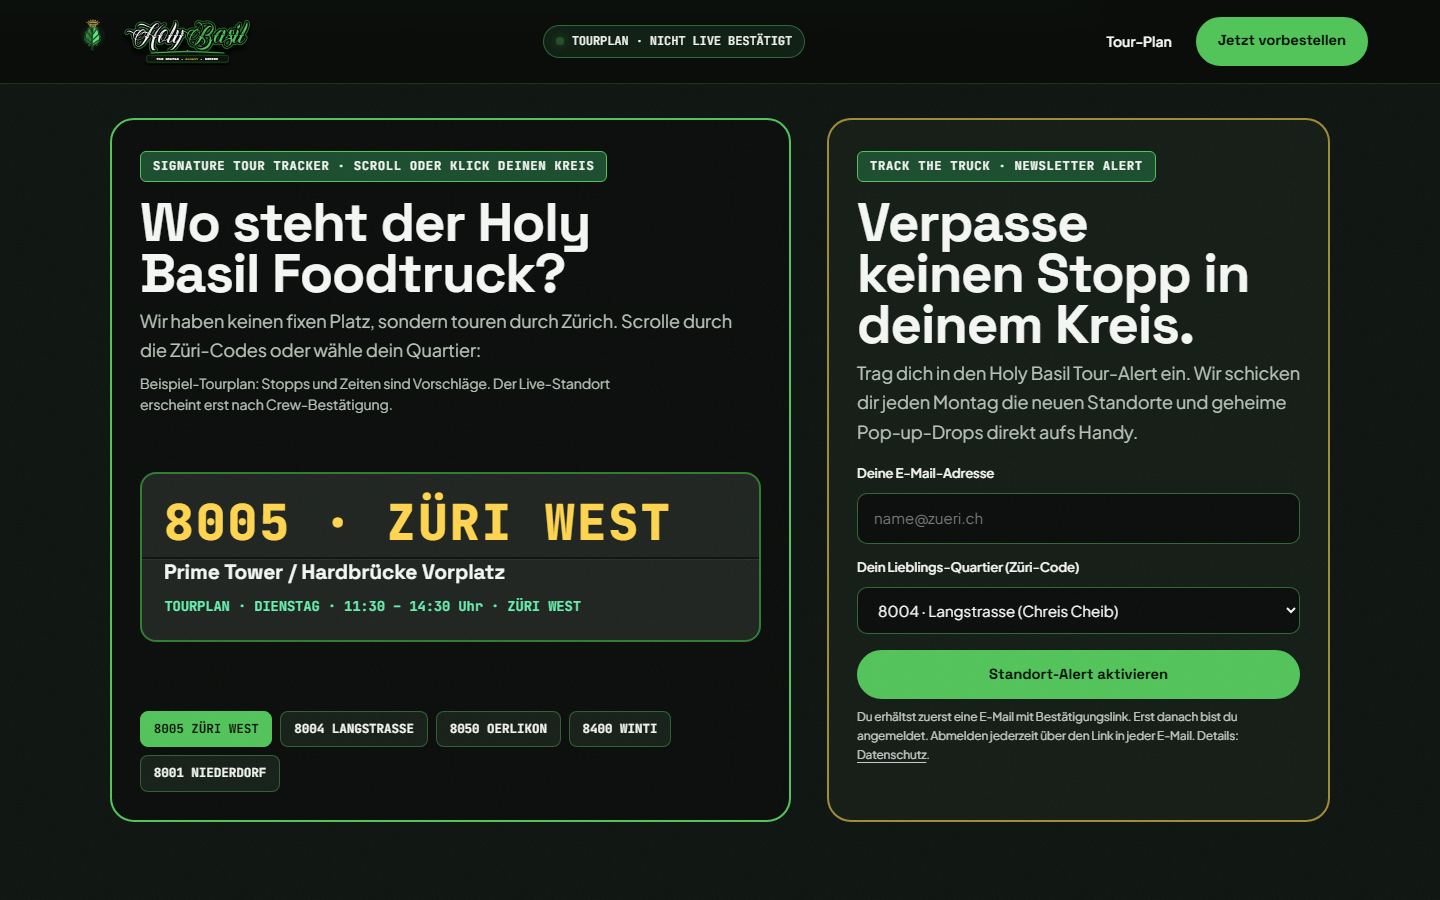 Holy Basil
TOURPLAN · NICHT LIVE BESTÄTIGT
Tour-Plan
Jetzt vorbestellen
SIGNATURE TOUR TRACKER · SCROLL ODER KLICK DEINEN KREIS
Wo steht der Holy
Basil Foodtruck?
Wir haben keinen fixen Platz, sondern touren durch Zürich. Scrolle durch
die Züri-Codes oder wähle dein Quartier:
Beispiel-Tourplan: Stopps und Zeiten sind Vorschläge. Der Live-Standort
erscheint erst nach Crew-Bestätigung.
8005 · ZÜRI WEST
Prime Tower / Hardbrücke Vorplatz
TOURPLAN · DIENSTAG · 11:30 – 14:30 Uhr · ZÜRI WEST
8005 ZÜRI WEST
8004 LANGSTRASSE
8050 OERLIKON
8400 WINTI
8001 NIEDERDORF
TRACK THE TRUCK · NEWSLETTER ALERT
Verpasse
keinen Stopp in
deinem Kreis.
Trag dich in den Holy Basil Tour-Alert ein. Wir schicken
dir jeden Montag die neuen Standorte und geheime
Pop-up-Drops direkt aufs Handy.
Deine E-Mail-Adresse
name@zueri.ch
Dein Lieblings-Quartier (Züri-Code)
8004 · Langstrasse (Chreis Cheib)
Standort-Alert aktivieren
Du erhältst zuerst eine E-Mail mit Bestätigungslink. Erst danach bist du
angemeldet. Abmelden jederzeit über den Link in jeder E-Mail. Details:
Datenschutz.